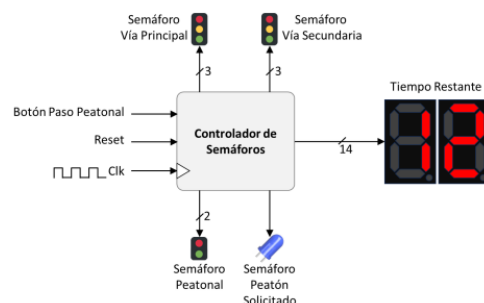 Semáforo
Vía Principal
Semáforo
Vía Secundaria
3
3
Tiempo Restante
Botón Paso Peatonal
Reset
Clk
Controlador de
Semáforos
14
12
2
Semáforo
Peatonal
Semáforo
Peatón
Solicitado